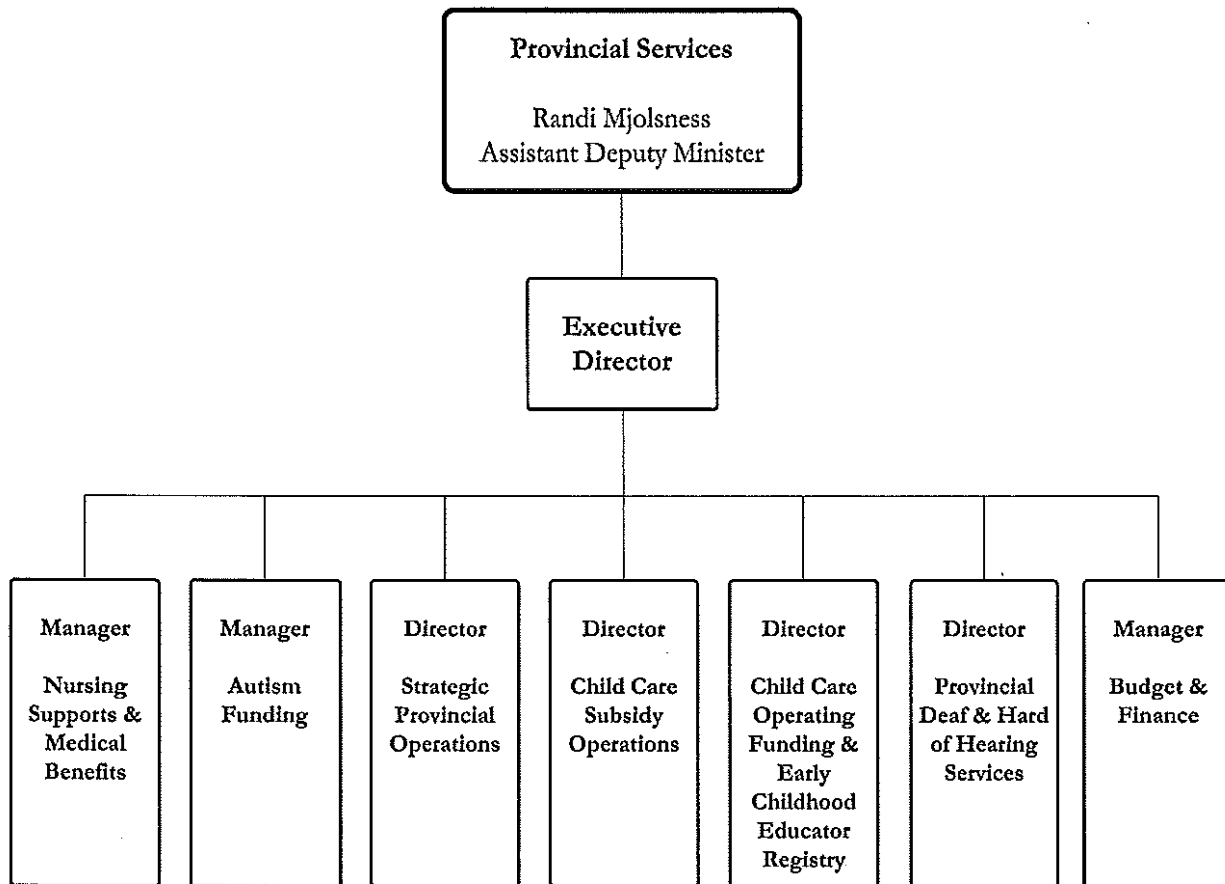 Provincial Services
Randi Mjolsness
Assistant Deputy Minister
Executive
Director
Manager
Nursing
Supports &
Medical
Benefits
Manager
Autism
Funding
Director
Strategic
Provincial
Operations
Director
Child Care
Subsidy
Operations
Director
Child Care
Operating
Funding &
Early
Childhood
Educator
Registry
Director
Provincial
Deaf & Hard
of Hearing
Services
Manager
Budget &
Finance